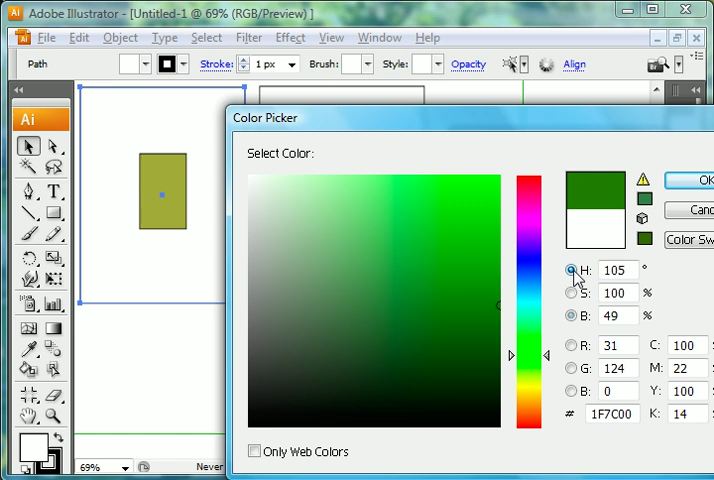 Ai Adobe Illustrator - [Untitled-1 @ 69% (RGB/Preview) ]
Ai File Edit Object Type Select Filter Effect View Window Help
Path Stroke: 1 px Brush: Style: Opacity Align
Ai
T
69% Never
Color Picker
Select Color:
OK
Canc
Color Sw
H: 105 °
S: 100 %
B: 49 %
R: 31 C: 100
G: 124 M: 22
B: 0 Y: 100
# 1F7C00 K: 14
Only Web Colors